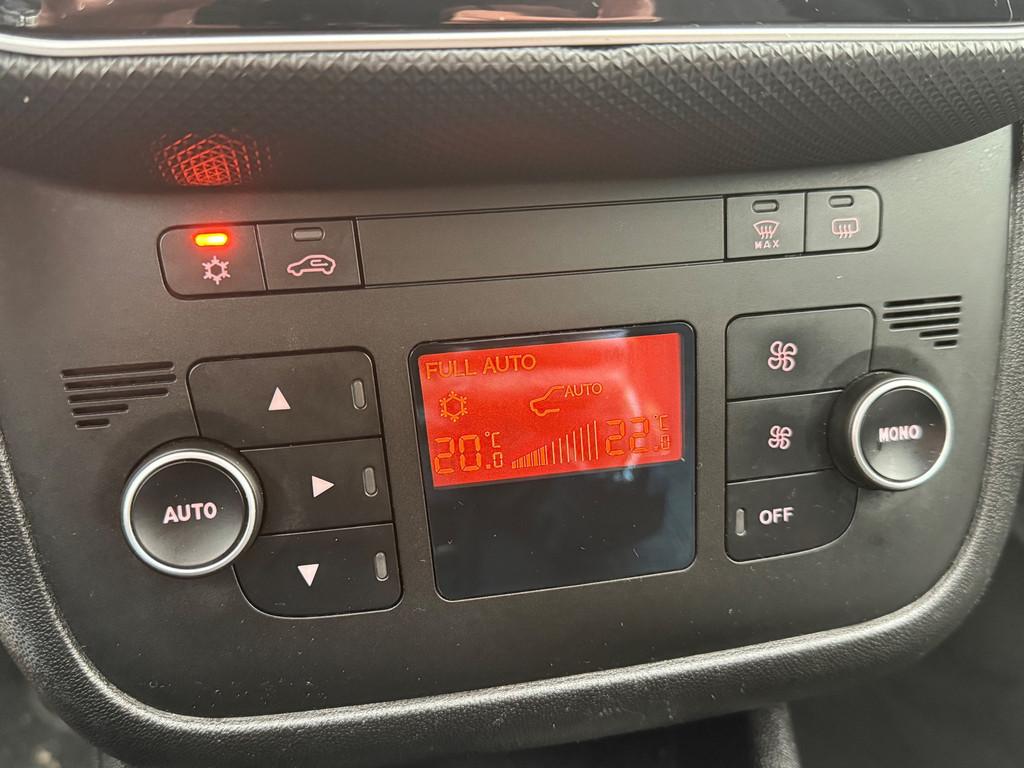 MAX
FULL AUTO
AUTO
20.0°C
22.0°C
AUTO
MONO
OFF